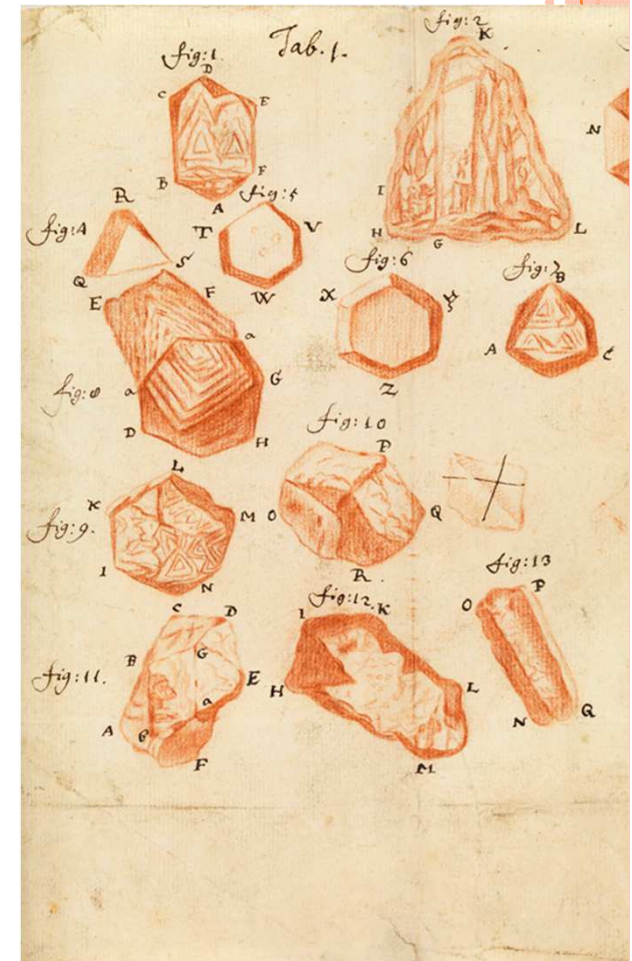 Tab. 1.
fig: 1.
D
C
E
B
F
A
fig: 2
K
I
H
G
L
N
fig: 4
R
Q
S
fig: 5
T
V
W
fig: 6
X
Z
fig: 7
B
A
C
fig: 8
E
F
a
a
G
D
H
fig: 9.
L
K
M
I
N
fig: 10
P
O
Q
R.
fig: 11.
C
D
B
G
E
a
A
F
fig: 12.
I
K
H
L
M
fig: 13
O
P
N
Q